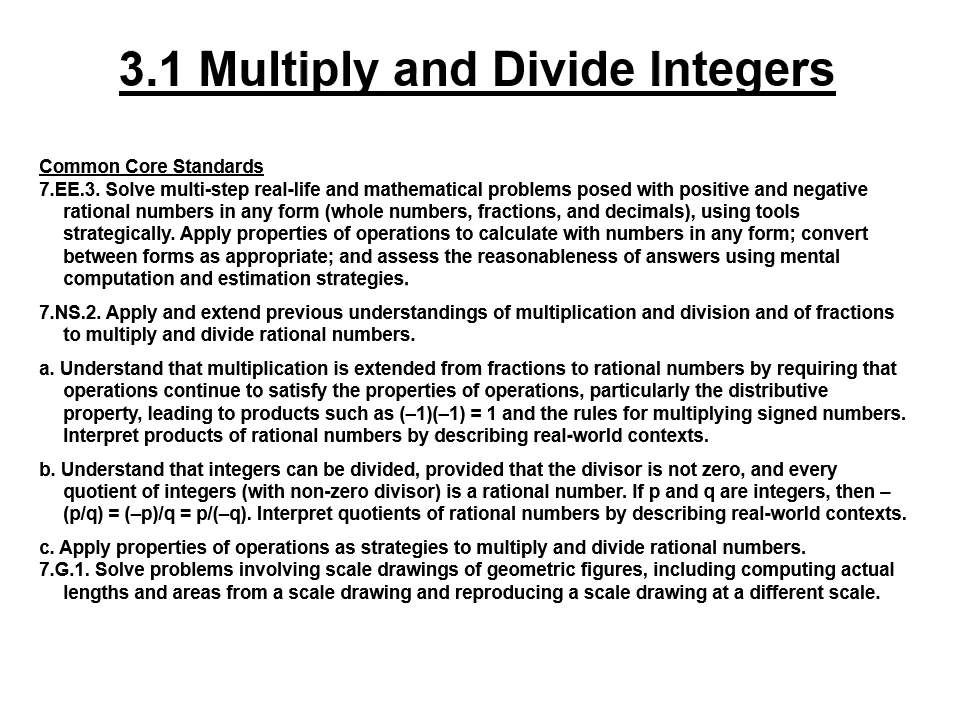 3.1 Multiply and Divide Integers
Common Core Standards
7.EE.3. Solve multi-step real-life and mathematical problems posed with positive and negative
rational numbers in any form (whole numbers, fractions, and decimals), using tools
strategically. Apply properties of operations to calculate with numbers in any form; convert
between forms as appropriate; and assess the reasonableness of answers using mental
computation and estimation strategies.
7.NS.2. Apply and extend previous understandings of multiplication and division and of fractions
to multiply and divide rational numbers.
a. Understand that multiplication is extended from fractions to rational numbers by requiring that
operations continue to satisfy the properties of operations, particularly the distributive
property, leading to products such as (–1)(–1) = 1 and the rules for multiplying signed numbers.
Interpret products of rational numbers by describing real-world contexts.
b. Understand that integers can be divided, provided that the divisor is not zero, and every
quotient of integers (with non-zero divisor) is a rational number. If p and q are integers, then –
(p/q) = (–p)/q = p/(–q). Interpret quotients of rational numbers by describing real-world contexts.
c. Apply properties of operations as strategies to multiply and divide rational numbers.
7.G.1. Solve problems involving scale drawings of geometric figures, including computing actual
lengths and areas from a scale drawing and reproducing a scale drawing at a different scale.